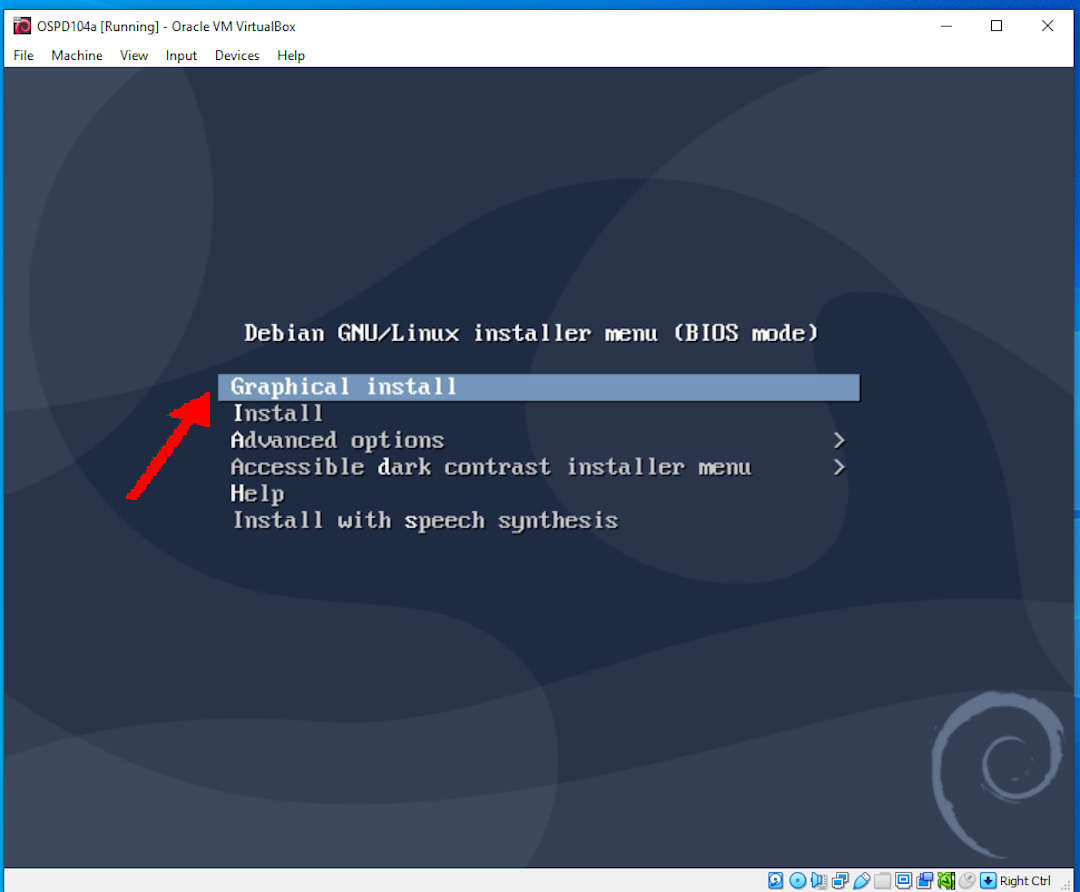 OSPD104a [Running] - Oracle VM VirtualBox
File Machine View Input Devices Help
Debian GNU/Linux installer menu (BIOS mode)
Graphical install
Install
Advanced options >
Accessible dark contrast installer menu >
Help
Install with speech synthesis
Right Ctrl